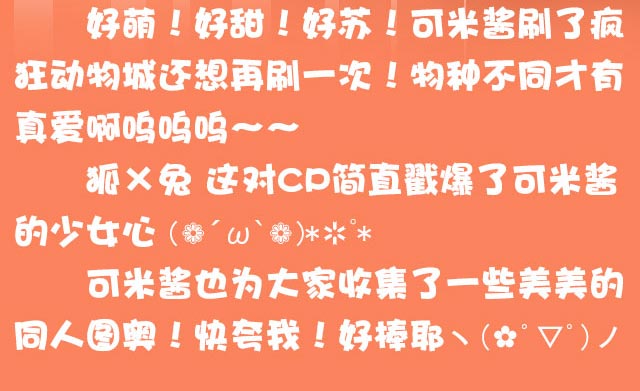 好萌！好甜！好苏！可米酱刷了疯
狂动物城还想再刷一次！物种不同才有
真爱啊呜呜呜～～
狐×兔 这对CP简直戳爆了可米酱
的少女心 (❁´ω`❁)*✲ﾟ*
可米酱也为大家收集了一些美美的
同人图奥！快夸我！好棒耶ヽ(✿ﾟ▽ﾟ)ノ